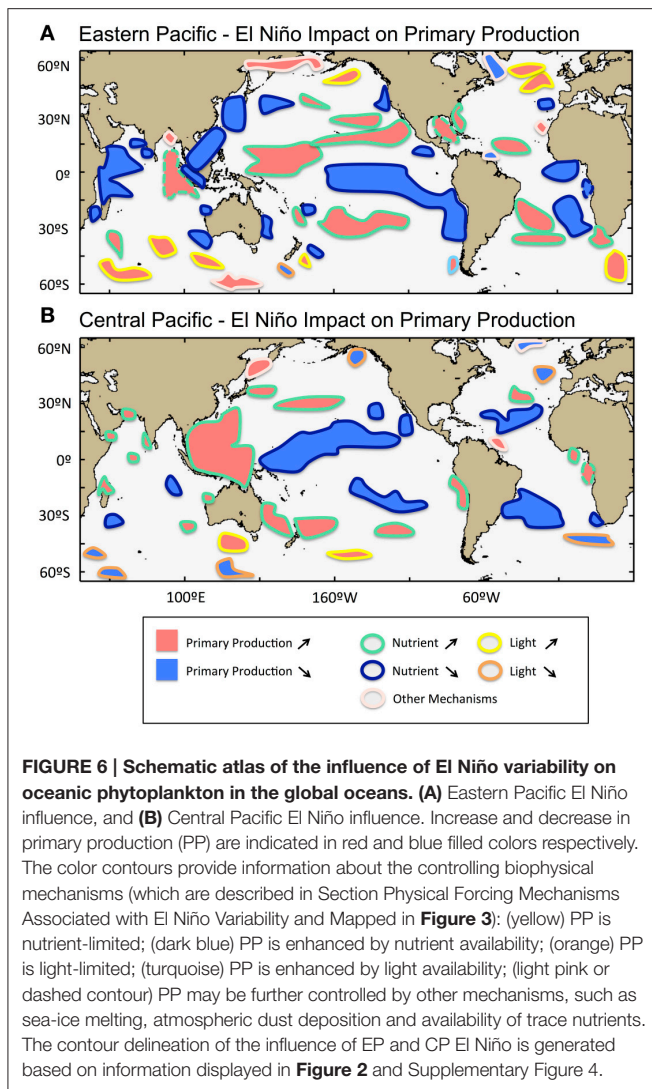 A
Eastern Pacific - El Niño Impact on Primary Production
60ºN
30ºN
0º
30ºS
60ºS
B
Central Pacific - El Niño Impact on Primary Production
60ºN
30ºN
0º
30ºS
60ºS
100ºE 160ºW 60ºW
Primary Production ↗ Nutrient ↗ Light ↗
Primary Production ↘ Nutrient ↘ Light ↘
Other Mechanisms
FIGURE 6 | Schematic atlas of the influence of El Niño variability on
oceanic phytoplankton in the global oceans. (A) Eastern Pacific El Niño
influence, and (B) Central Pacific El Niño influence. Increase and decrease in
primary production (PP) are indicated in red and blue filled colors respectively.
The color contours provide information about the controlling biophysical
mechanisms (which are described in Section Physical Forcing Mechanisms
Associated with El Niño Variability and Mapped in Figure 3): (yellow) PP is
nutrient-limited; (dark blue) PP is enhanced by nutrient availability; (orange) PP
is light-limited; (turquoise) PP is enhanced by light availability; (light pink or
dashed contour) PP may be further controlled by other mechanisms, such as
sea-ice melting, atmospheric dust deposition and availability of trace nutrients.
The contour delineation of the influence of EP and CP El Niño is generated
based on information displayed in Figure 2 and Supplementary Figure 4.